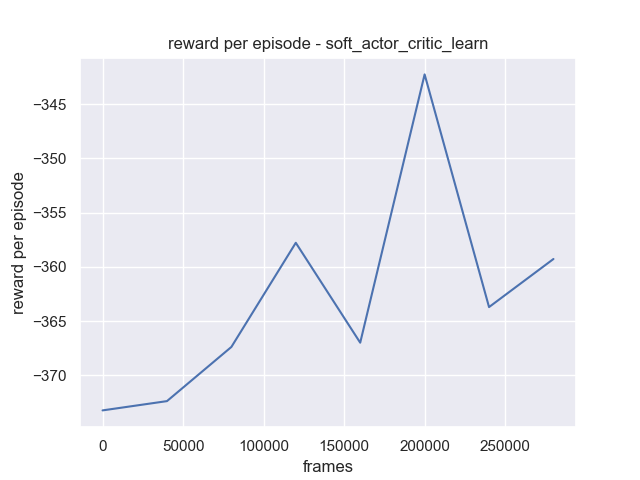 reward per episode - soft_actor_critic_learn
reward per episode
−345
−350
−355
−360
−365
−370
0 50000 100000 150000 200000 250000
frames